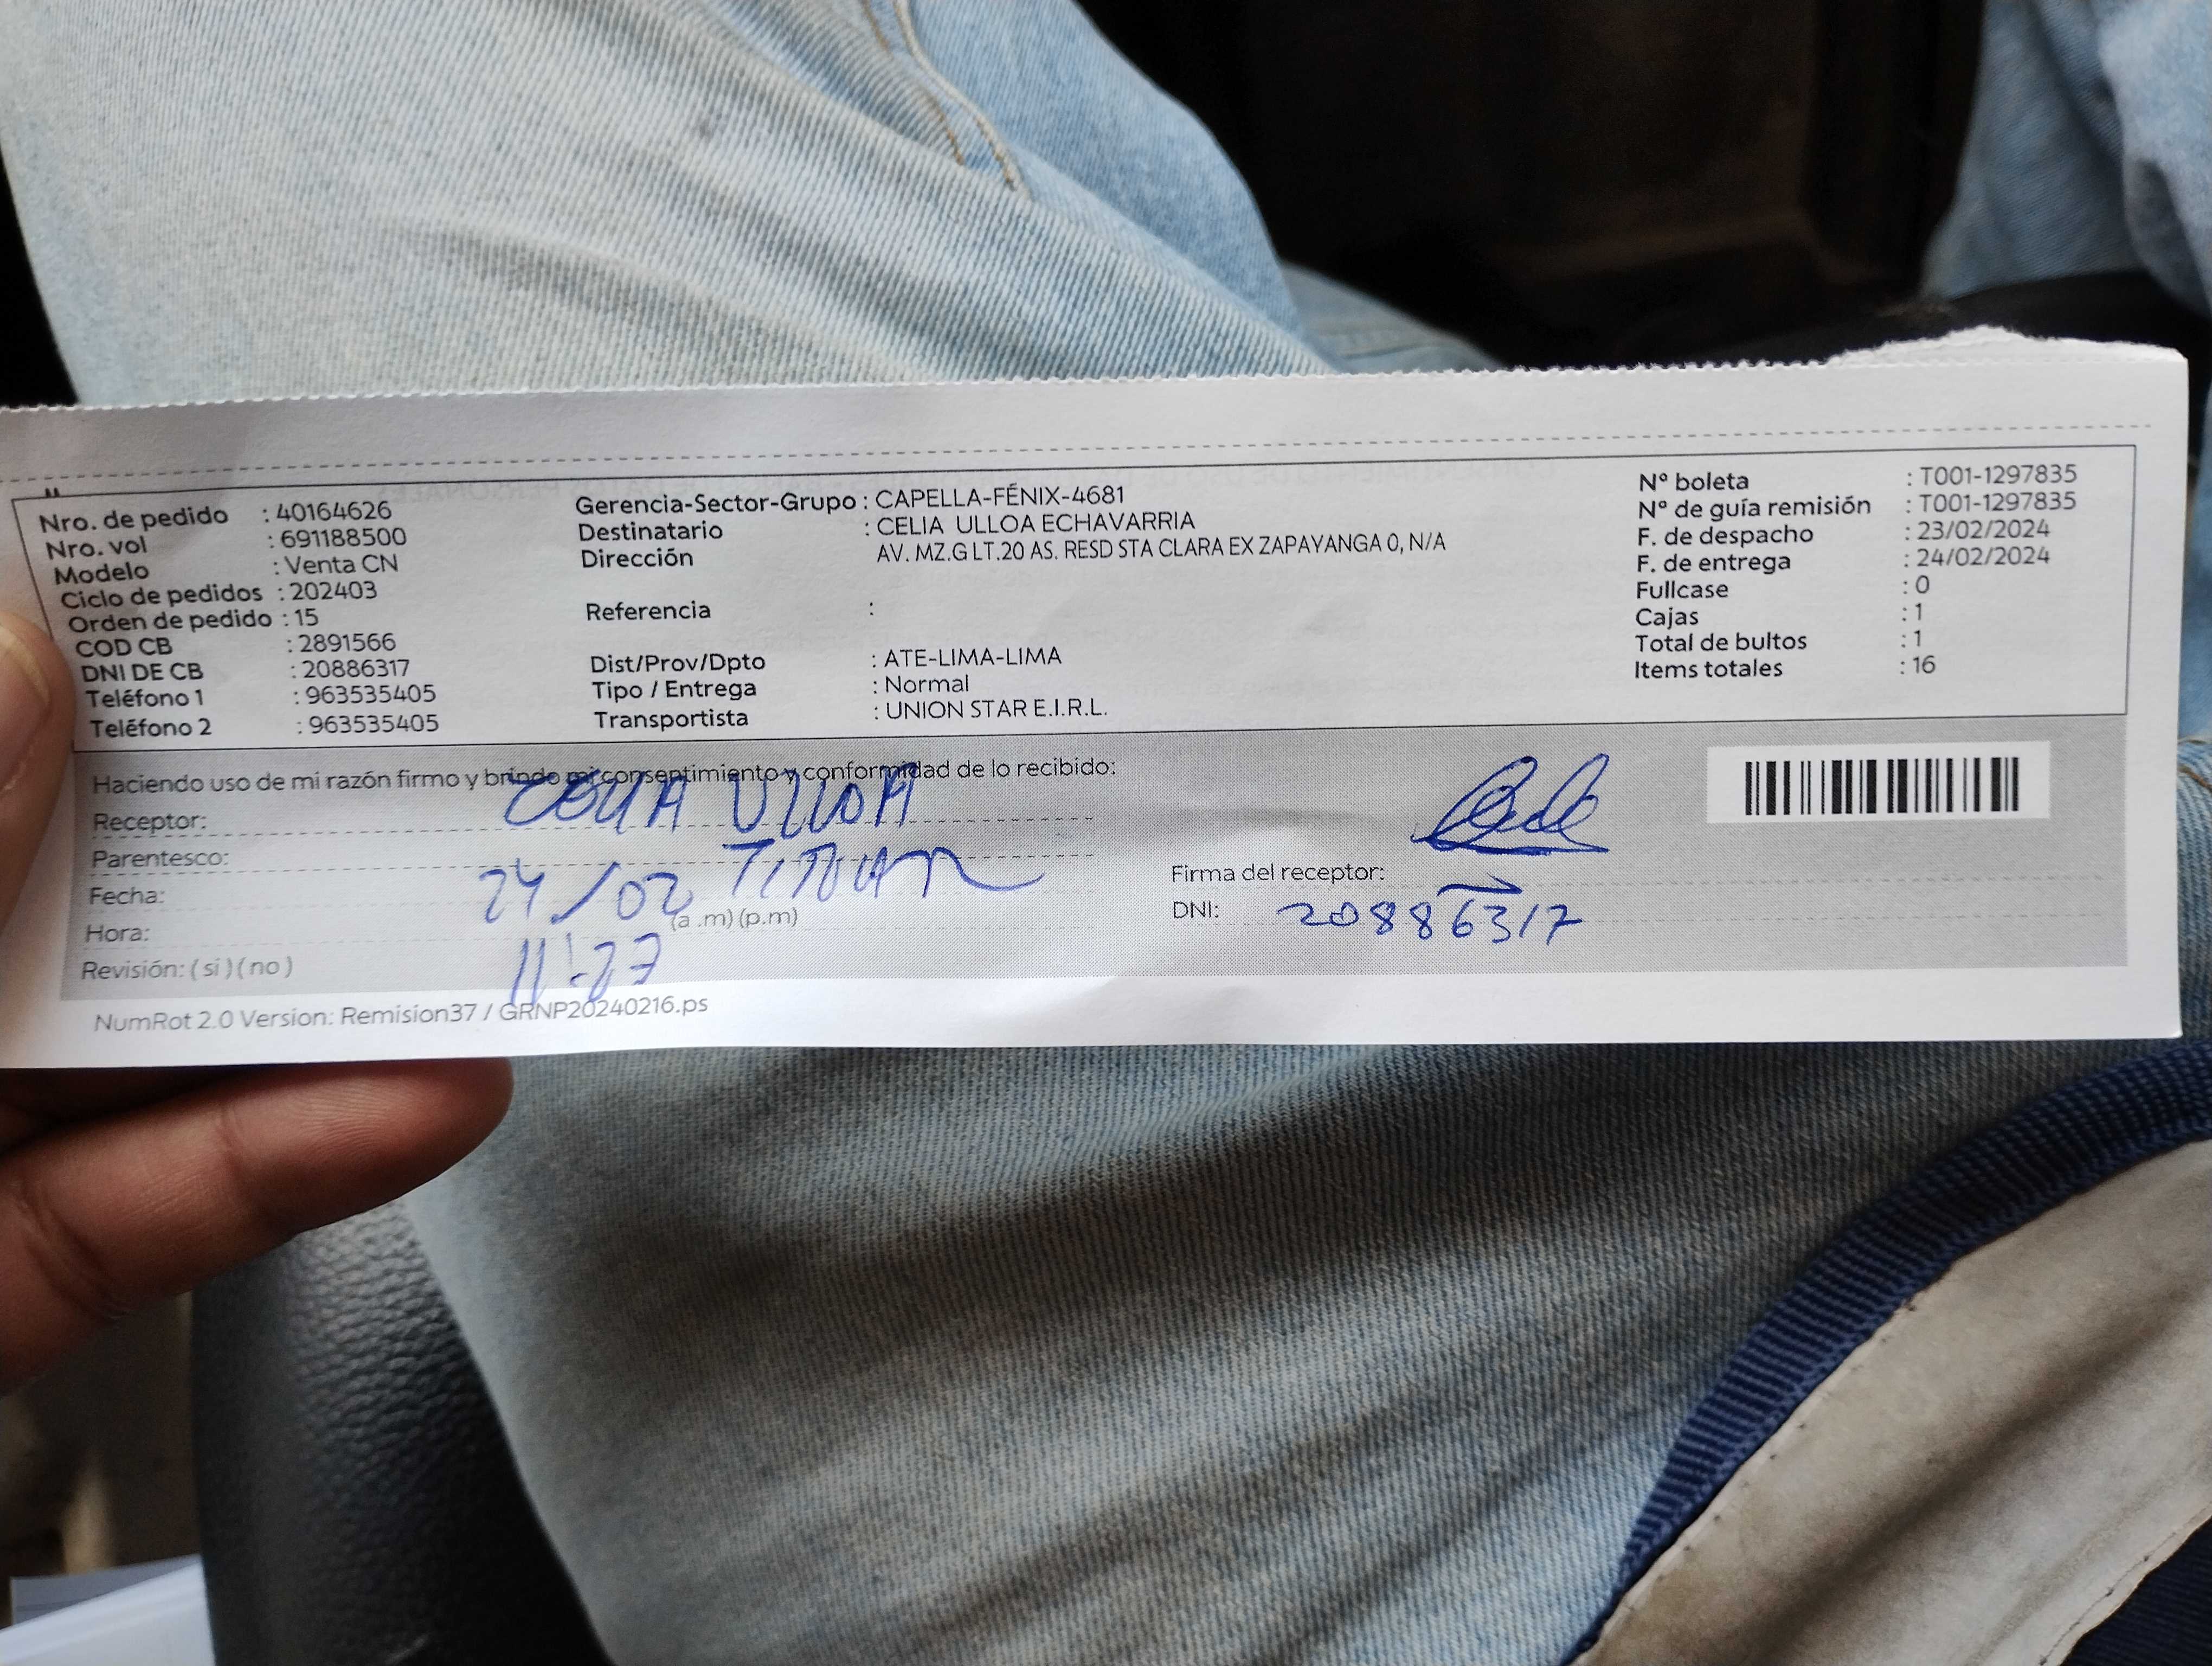 Nro. de pedido : 40164626
Nro. vol : 691188500
Modelo : Venta CN
Ciclo de pedidos : 202403
Orden de pedido : 15
COD CB : 2891566
DNI DE CB : 20886317
Teléfono 1 : 963535405
Teléfono 2 : 963535405
Gerencia-Sector-Grupo : CAPELLA-FÉNIX-4681
Destinatario : CELIA ULLOA ECHAVARRIA
Dirección AV. MZ.G LT.20 AS. RESD STA CLARA EX ZAPAYANGA 0, N/A
Referencia :
Dist/Prov/Dpto : ATE-LIMA-LIMA
Tipo / Entrega : Normal
Transportista : UNION STAR E.I.R.L.
Nº boleta : T001-1297835
Nº de guía remisión : T001-1297835
F. de despacho : 23/02/2024
F. de entrega : 24/02/2024
Fullcase : 0
Cajas : 1
Total de bultos : 1
Items totales : 16
Haciendo uso de mi razón firmo y brindo mi consentimiento y conformidad de lo recibido:
Receptor: CELIA ULLOA
Parentesco: TITULAR
Fecha: 24/02
Hora: 11:27 (a .m) (p.m)
Revisión: ( si ) ( no )
Firma del receptor:
DNI: 20886317
NumRot 2.0 Version: Remision37 / GRNP20240216.ps